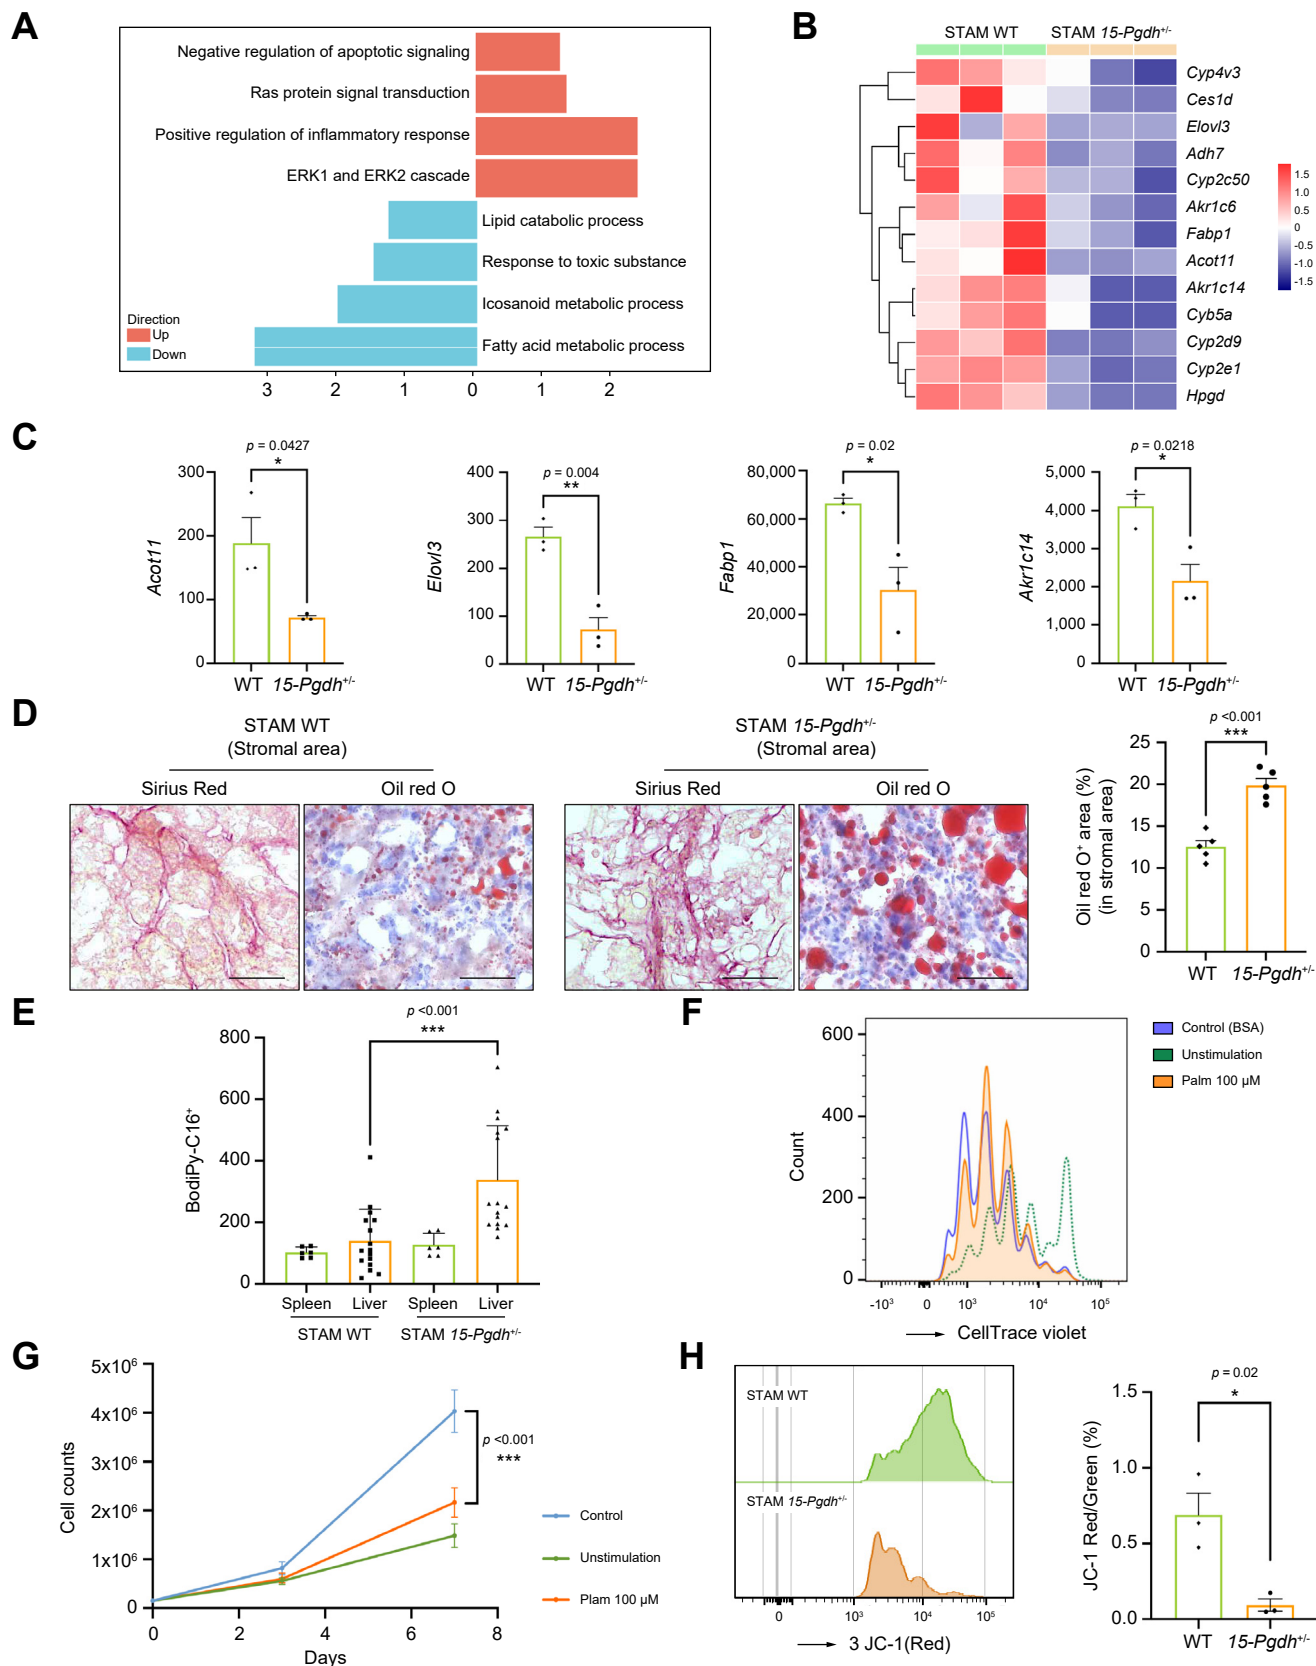 A
Negative regulation of apoptotic signaling
Ras protein signal transduction
Positive regulation of inflammatory response
ERK1 and ERK2 cascade
Lipid catabolic process
Response to toxic substance
Icosanoid metabolic process
Fatty acid metabolic process
Direction
Up
Down
3 2 1 0 1 2
B
STAM WT STAM 15-Pgdh+/-
Cyp4v3
Ces1d
Elovl3
Adh7
Cyp2c50
Akr1c6
Fabp1
Acot11
Akr1c14
Cyb5a
Cyp2d9
Cyp2e1
Hpgd
1.5
1.0
0.5
0
-0.5
-1.0
-1.5
C
p = 0.0427
*
300
200
100
0
Acot11
WT 15-Pgdh+/-
p = 0.004
**
400
300
200
100
0
Elovl3
WT 15-Pgdh+/-
p = 0.02
*
80,000
60,000
40,000
20,000
0
Fabp1
WT 15-Pgdh+/-
p = 0.0218
*
5,000
4,000
3,000
2,000
1,000
0
Akr1c14
WT 15-Pgdh+/-
D
STAM WT
(Stromal area)
Sirius Red Oil red O
STAM 15-Pgdh+/-
(Stromal area)
Sirius Red Oil red O
p <0.001
***
25
20
15
10
5
0
Oil red O+ area (%)
(in stromal area)
WT 15-Pgdh+/-
E
p <0.001
***
800
600
400
200
0
BodiPy-C16+
Spleen Liver Spleen Liver
STAM WT STAM 15-Pgdh+/-
F
600
400
200
0
Count
-10³ 0 10³ 10⁴ 10⁵
CellTrace violet
Control (BSA)
Unstimulation
Palm 100 µM
G
5x10⁶
4x10⁶
3x10⁶
2x10⁶
1x10⁶
0
Cell counts
0 2 4 6 8
Days
p <0.001
***
Control
Unstimulation
Plam 100 µM
H
STAM WT
STAM 15-Pgdh+/-
0 10³ 10⁴ 10⁵
3 JC-1(Red)
p = 0.02
*
1.5
1.0
0.5
0.0
JC-1 Red/Green (%)
WT 15-Pgdh+/-